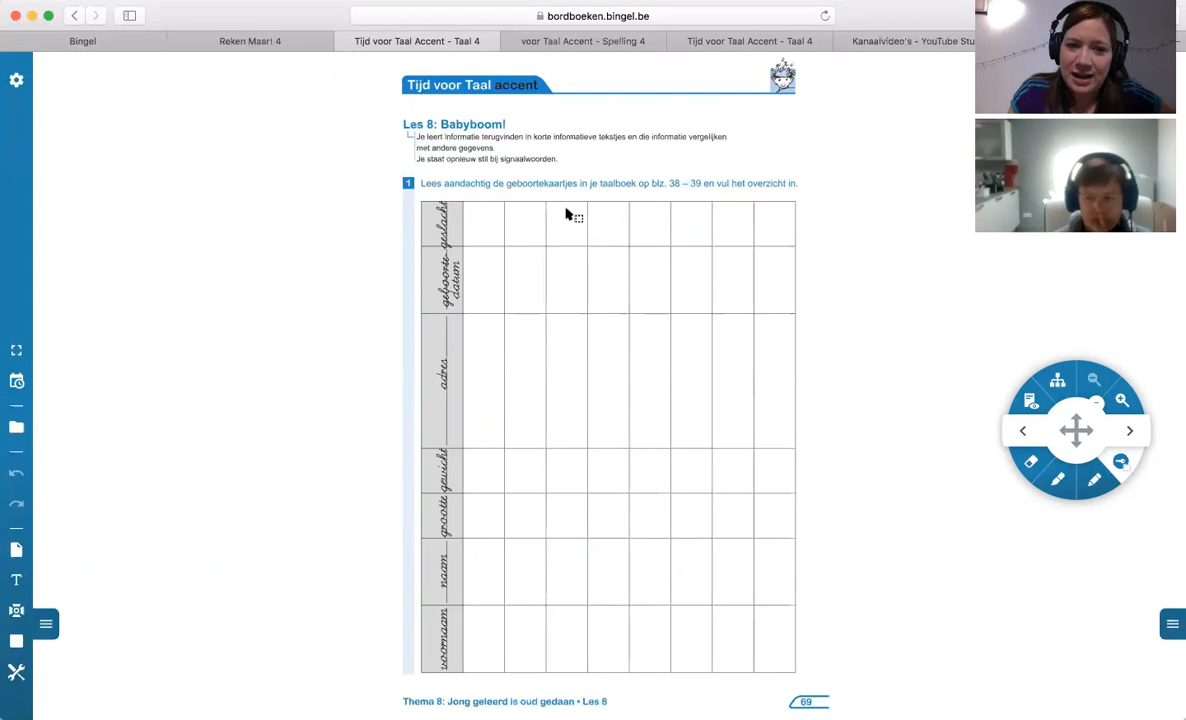 bordboeken.bingel.be
Bingel
Reken Maar! 4
Tijd voor Taal Accent - Taal 4
voor Taal Accent - Spelling 4
Tijd voor Taal Accent - Taal 4
Kanaalvideo's - YouTube Stu
Tijd voor Taal accent
Les 8: Babyboom!
Je leert informatie terugvinden in korte informatieve tekstjes en die informatie vergelijken
met andere gegevens.
Je staat opnieuw stil bij signaalwoorden.
1 Lees aandachtig de geboortekaartjes in je taalboek op blz. 38 – 39 en vul het overzicht in.
geslacht
geboorte-
datum
adres
gewicht
grootte
naam
voornaam
T
Thema 8: Jong geleerd is oud gedaan • Les 8
69